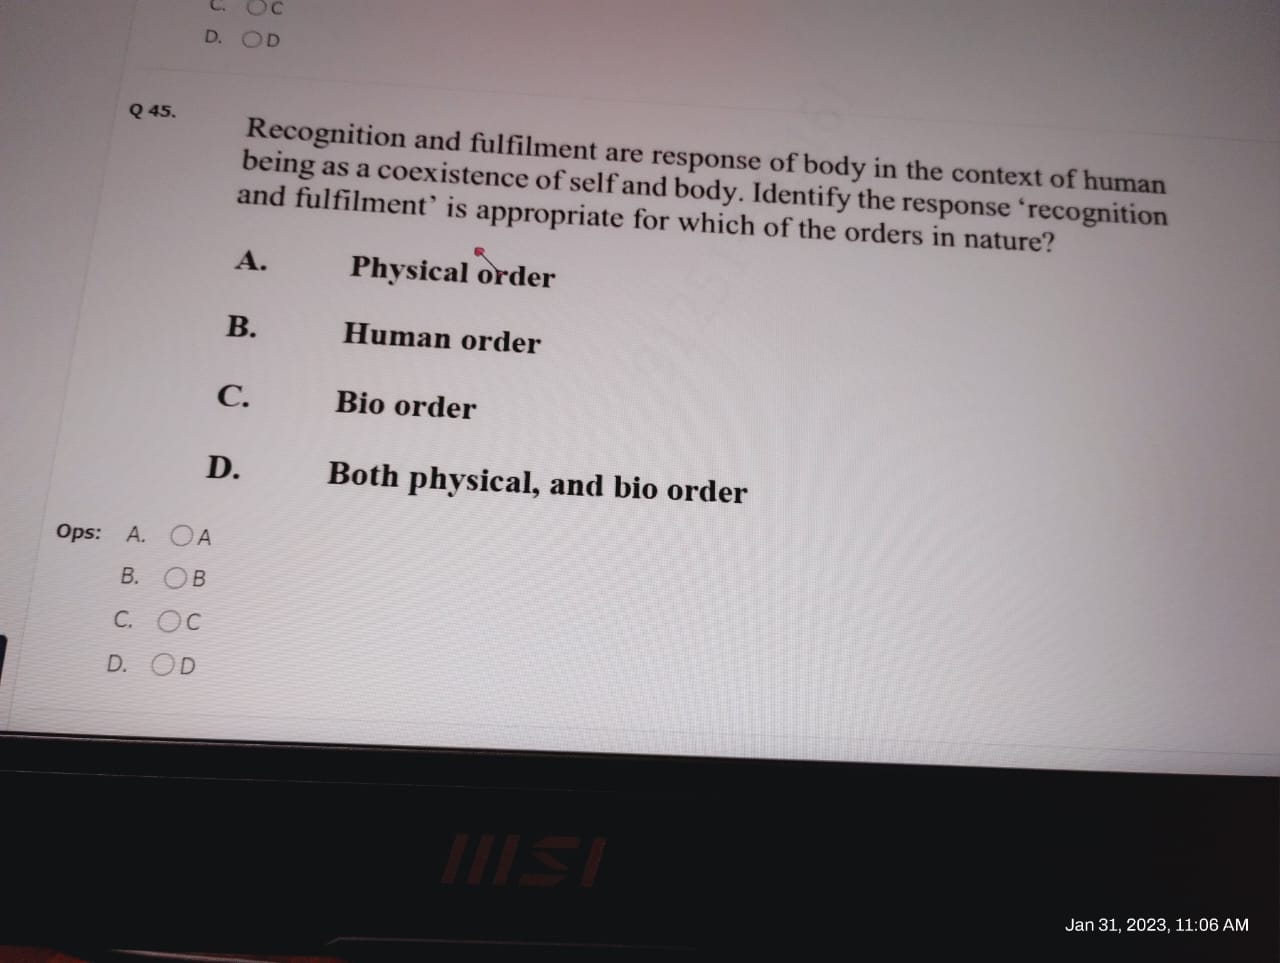 C. C
D. D
Q 45.
Recognition and fulfilment are response of body in the context of human
being as a coexistence of self and body. Identify the response ‘recognition
and fulfilment’ is appropriate for which of the orders in nature?
A. Physical order
B. Human order
C. Bio order
D. Both physical, and bio order
Ops: A. A
B. B
C. C
D. D
msi
Jan 31, 2023, 11:06 AM